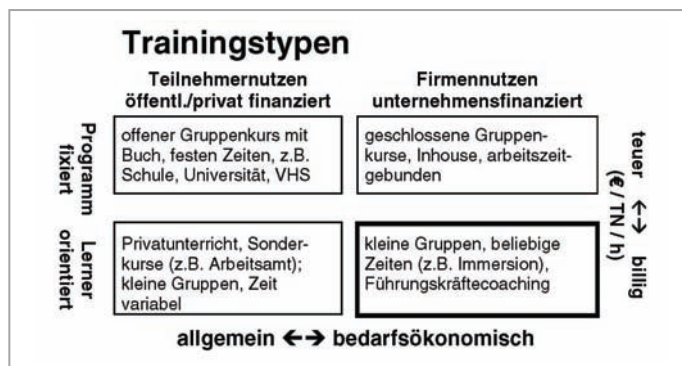 Trainingstypen
Teilnehmernutzen
öffentl./privat finanziert
Firmennutzen
unternehmensfinanziert
Programm
fixiert
offener Gruppenkurs mit
Buch, festen Zeiten, z.B.
Schule, Universität, VHS
geschlossene Gruppen-
kurse, Inhouse, arbeitszeit-
gebunden
teuer ←→ billig
(€ / TN / h)
Lerner
orientiert
Privatunterricht, Sonder-
kurse (z.B. Arbeitsamt);
kleine Gruppen, Zeit
variabel
kleine Gruppen, beliebige
Zeiten (z.B. Immersion),
Führungskräftecoaching
allgemein ←→ bedarfsökonomisch